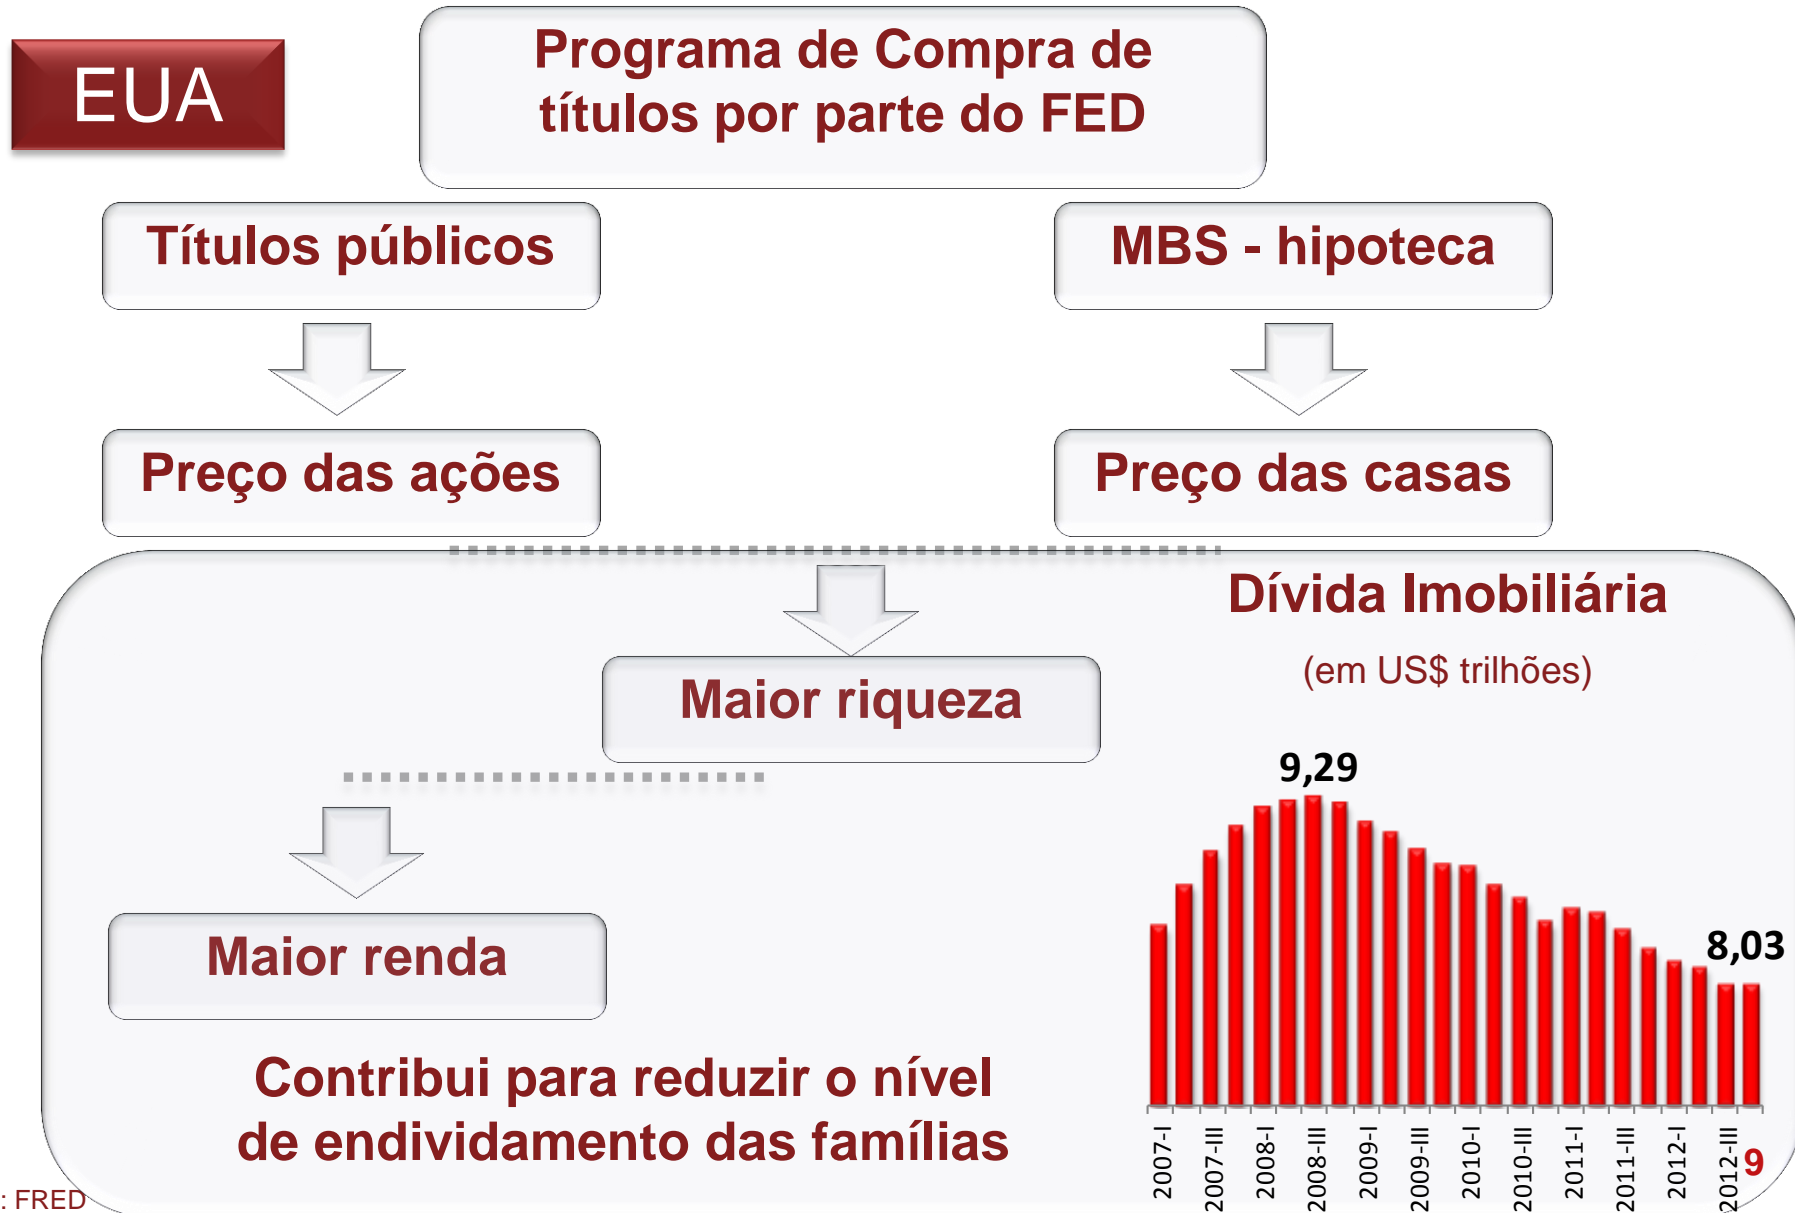 EUA
Programa de Compra de
títulos por parte do FED
Títulos públicos
MBS - hipoteca
Preço das ações
Preço das casas
Dívida Imobiliária
(em US$ trilhões)
Maior riqueza
9,29
8,03
Maior renda
Contribui para reduzir o nível
de endividamento das famílias
2007-I
2007-III
2008-I
2008-III
2009-I
2009-III
2010-I
2010-III
2011-I
2011-III
2012-I
2012-III
9
: FRED